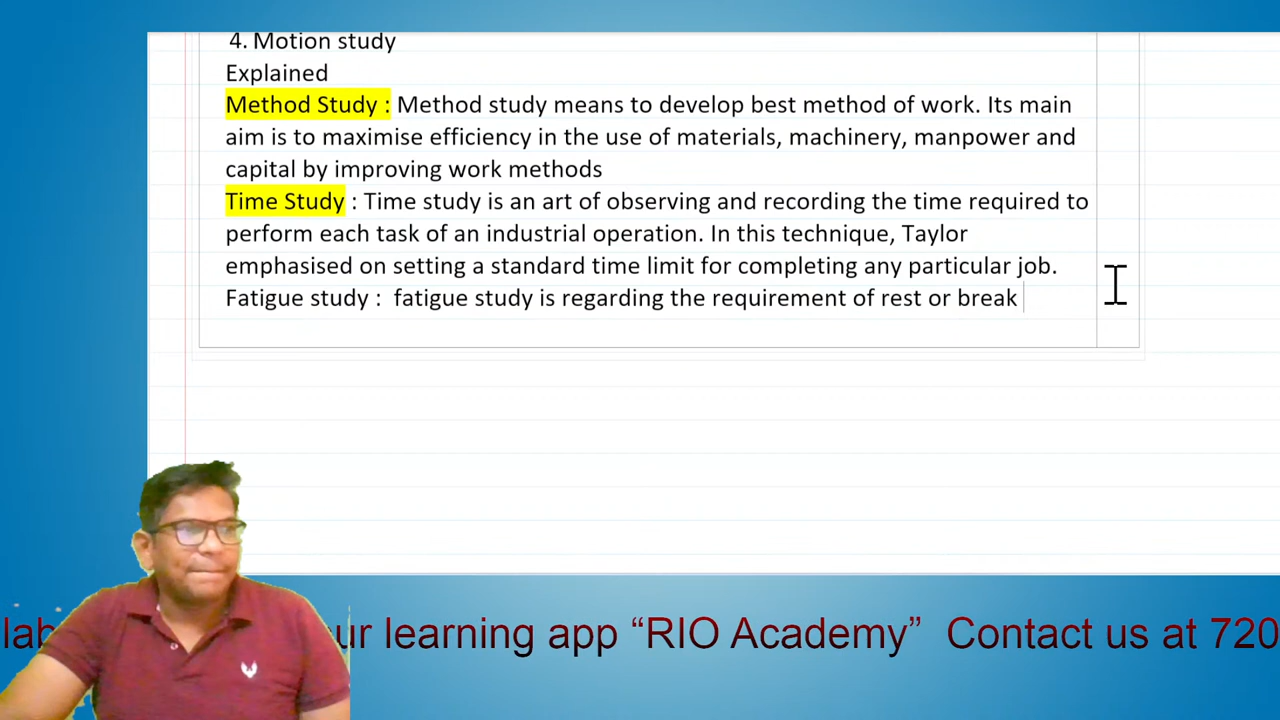 4. Motion study
Explained
Method Study : Method study means to develop best method of work. Its main
aim is to maximise efficiency in the use of materials, machinery, manpower and
capital by improving work methods
Time Study : Time study is an art of observing and recording the time required to
perform each task of an industrial operation. In this technique, Taylor
emphasised on setting a standard time limit for completing any particular job.
Fatigue study : fatigue study is regarding the requirement of rest or break
lab ur learning app “RIO Academy” Contact us at 720